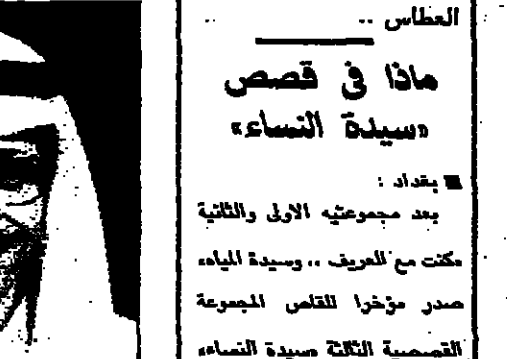 العطاس ..
ماذا في قصص
«سيدة النساء»
■ بغداد :
بعد مجموعتيه الاولى والثانية
«كنت مع العريف .. وسيدة المياه»
صدر مؤخرا للقاص المجموعة
القصصية الثالثة «سيدة النساء»